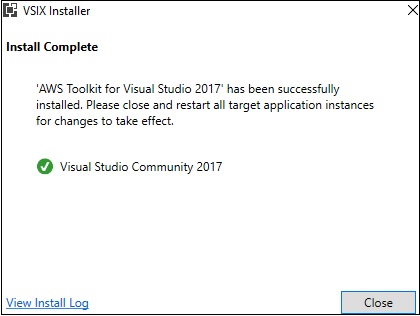 VSIX Installer
Install Complete
'AWS Toolkit for Visual Studio 2017' has been successfully
installed. Please close and restart all target application instances
for changes to take effect.
Visual Studio Community 2017
View Install Log
Close